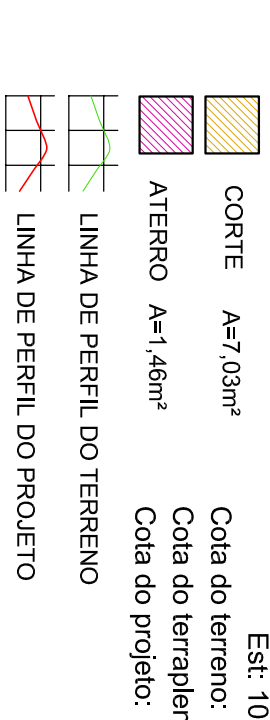 CORTE A=7,03m²
ATERRO A=1,46m²
LINHA DE PERFIL DO TERRENO
LINHA DE PERFIL DO PROJETO
Est: 10
Cota do terreno:
Cota do terraplen
Cota do projeto: